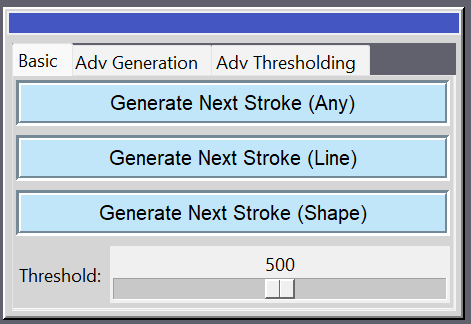 Basic Adv Generation Adv Thresholding
Generate Next Stroke (Any)
Generate Next Stroke (Line)
Generate Next Stroke (Shape)
500
Threshold: